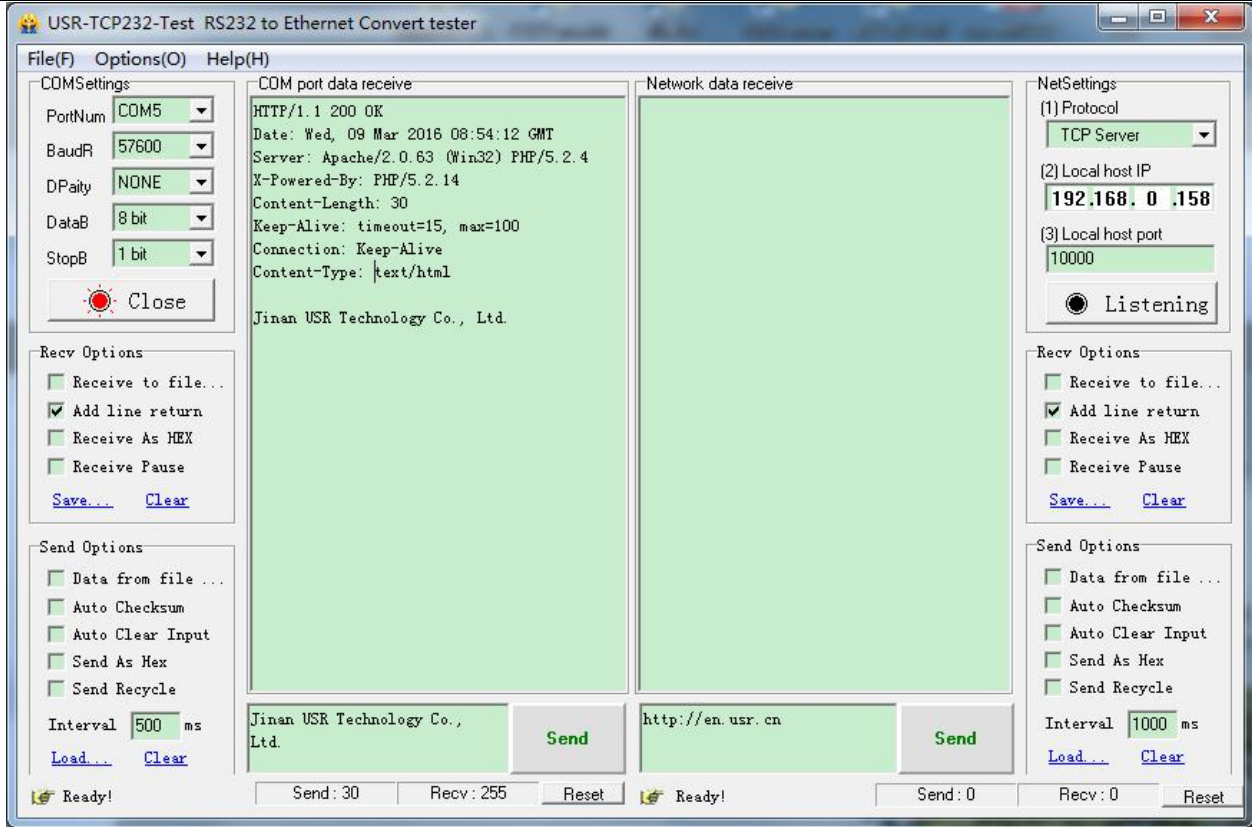 USR-TCP232-Test RS232 to Ethernet Convert tester
File(F) Options(O) Help(H)
COMSettings
PortNum COM5
BaudR 57600
DPaity NONE
DataB 8 bit
StopB 1 bit
Close
Recv Options
Receive to file...
Add line return
Receive As HEX
Receive Pause
Save... Clear
Send Options
Data from file ...
Auto Checksum
Auto Clear Input
Send As Hex
Send Recycle
Interval 500 ms
Load... Clear
Ready!
COM port data receive
HTTP/1.1 200 OK
Date: Wed, 09 Mar 2016 08:54:12 GMT
Server: Apache/2.0.63 (Win32) PHP/5.2.4
X-Powered-By: PHP/5.2.14
Content-Length: 30
Keep-Alive: timeout=15, max=100
Connection: Keep-Alive
Content-Type: text/html
Jinan USR Technology Co., Ltd.
Jinan USR Technology Co.,
Ltd.
Send
Send : 30 Recv : 255 Reset
Network data receive
http://en.usr.cn
Send
Ready!
Send : 0 Recv : 0 Reset
NetSettings
(1) Protocol
TCP Server
(2) Local host IP
192.168. 0 .158
(3) Local host port
10000
Listening
Recv Options
Receive to file...
Add line return
Receive As HEX
Receive Pause
Save... Clear
Send Options
Data from file ...
Auto Checksum
Auto Clear Input
Send As Hex
Send Recycle
Interval 1000 ms
Load... Clear